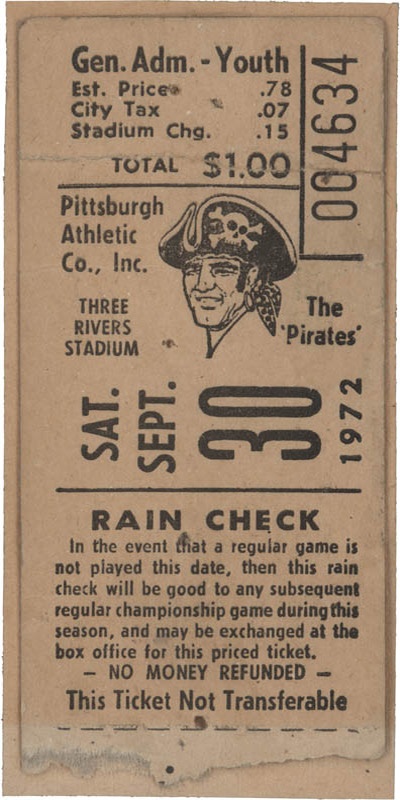 Gen. Adm. - Youth
Est. Price .78
City Tax .07
Stadium Chg. .15
TOTAL $1.00
004634
Pittsburgh
Athletic
Co., Inc.
THREE
RIVERS
STADIUM
The
'Pirates'
SAT.
SEPT.
30
1972
RAIN CHECK
In the event that a regular game is
not played this date, then this rain
check will be good to any subsequent
regular championship game during this
season, and may be exchanged at the
box office for this priced ticket.
— NO MONEY REFUNDED —
This Ticket Not Transferable